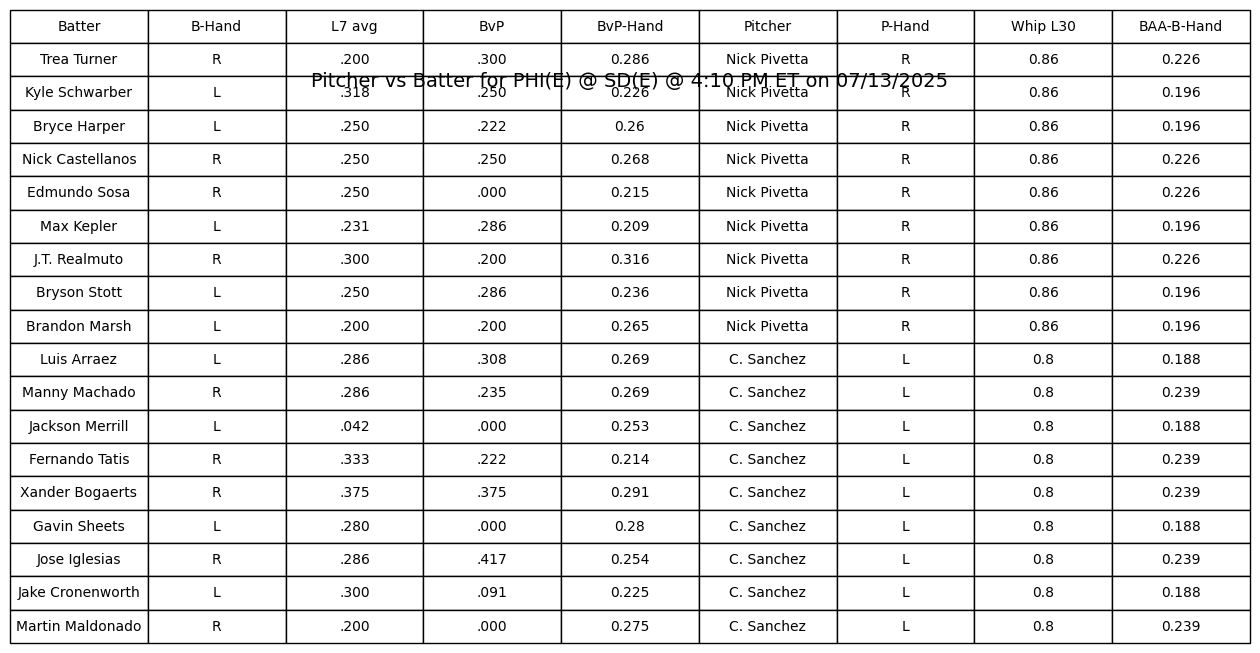 Batter B-Hand L7 avg BvP BvP-Hand Pitcher P-Hand Whip L30 BAA-B-Hand
Trea Turner R .200 .300 0.286 Nick Pivetta R 0.86 0.226
Pitcher vs Batter for PHI(E) @ SD(E) @ 4:10 PM ET on 07/13/2025
Kyle Schwarber L .318 .250 0.226 Nick Pivetta R 0.86 0.196
Bryce Harper L .250 .222 0.26 Nick Pivetta R 0.86 0.196
Nick Castellanos R .250 .250 0.268 Nick Pivetta R 0.86 0.226
Edmundo Sosa R .250 .000 0.215 Nick Pivetta R 0.86 0.226
Max Kepler L .231 .286 0.209 Nick Pivetta R 0.86 0.196
J.T. Realmuto R .300 .200 0.316 Nick Pivetta R 0.86 0.226
Bryson Stott L .250 .286 0.236 Nick Pivetta R 0.86 0.196
Brandon Marsh L .200 .200 0.265 Nick Pivetta R 0.86 0.196
Luis Arraez L .286 .308 0.269 C. Sanchez L 0.8 0.188
Manny Machado R .286 .235 0.269 C. Sanchez L 0.8 0.239
Jackson Merrill L .042 .000 0.253 C. Sanchez L 0.8 0.188
Fernando Tatis R .333 .222 0.214 C. Sanchez L 0.8 0.239
Xander Bogaerts R .375 .375 0.291 C. Sanchez L 0.8 0.239
Gavin Sheets L .280 .000 0.28 C. Sanchez L 0.8 0.188
Jose Iglesias R .286 .417 0.254 C. Sanchez L 0.8 0.239
Jake Cronenworth L .300 .091 0.225 C. Sanchez L 0.8 0.188
Martin Maldonado R .200 .000 0.275 C. Sanchez L 0.8 0.239